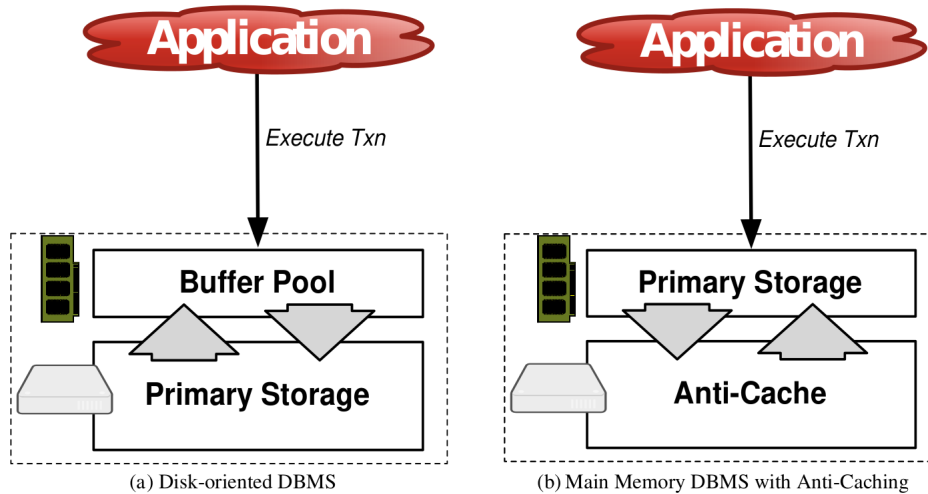 Application
Execute Txn
Buffer Pool
Primary Storage
(a) Disk-oriented DBMS
Application
Execute Txn
Primary Storage
Anti-Cache
(b) Main Memory DBMS with Anti-Caching